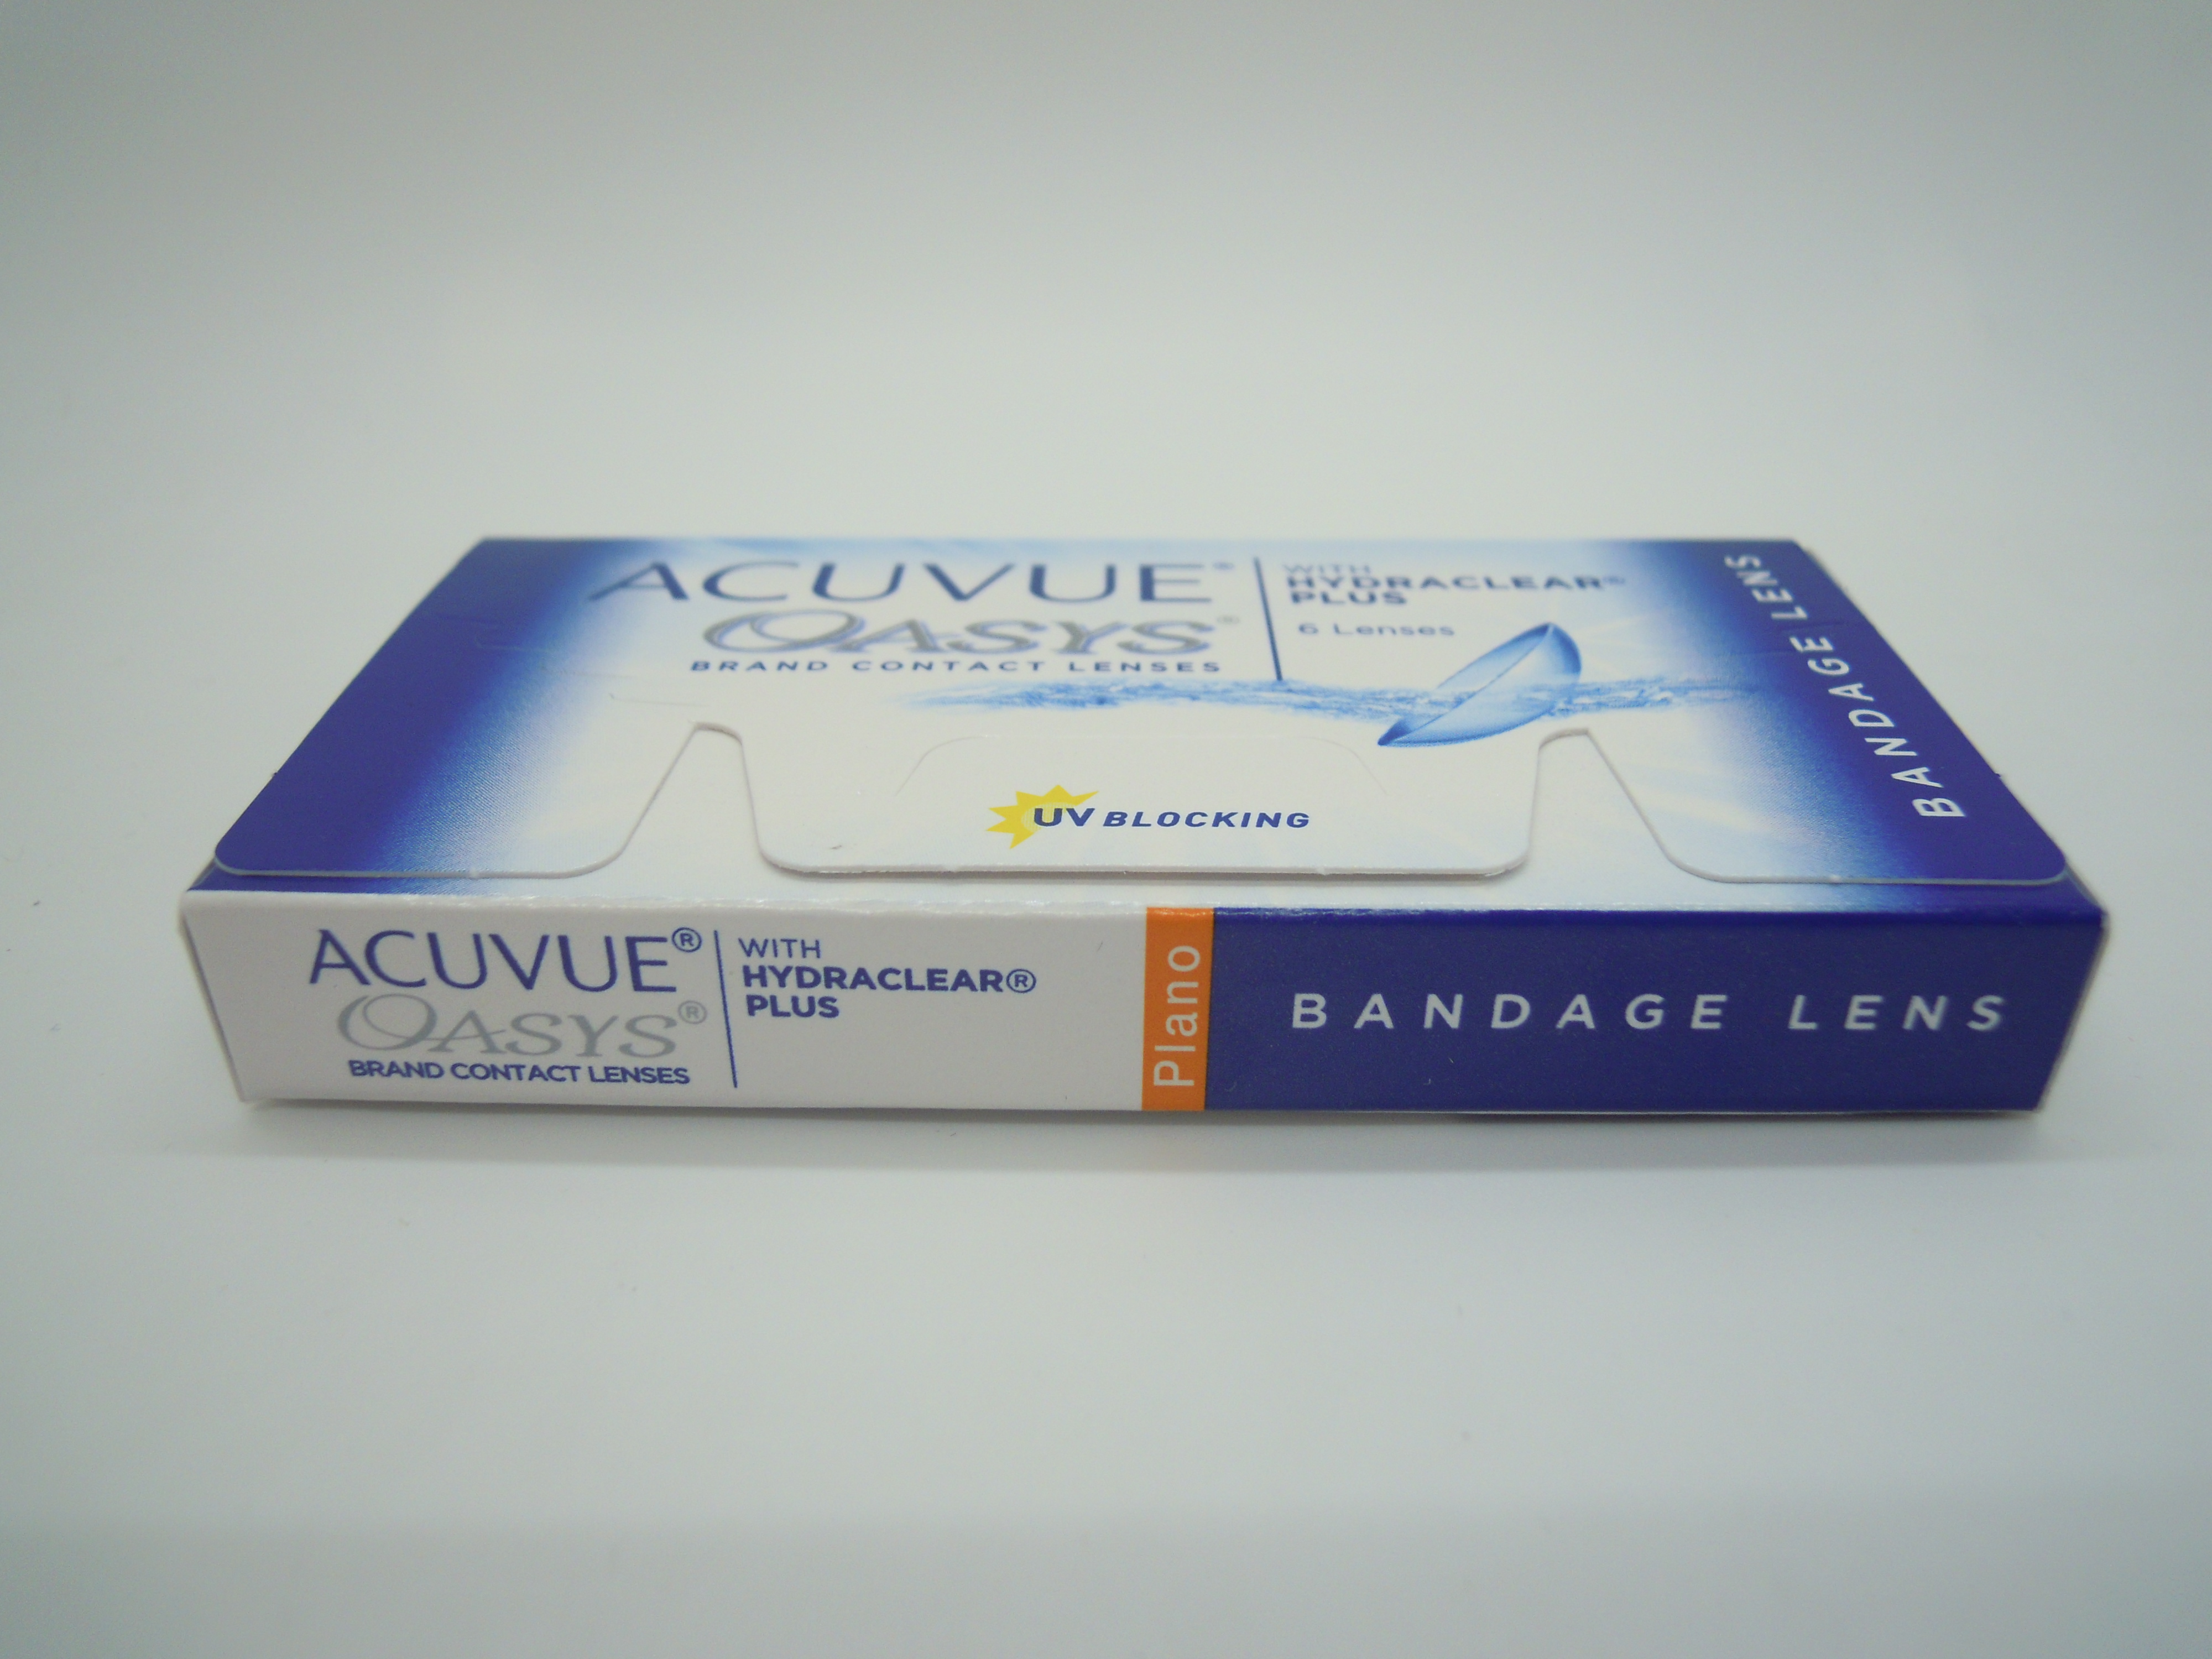 ACUVUE®
OASYS®
BRAND CONTACT LENSES
WITH
HYDRACLEAR®
PLUS
6 Lenses
BANDAGE LENS
UV BLOCKING
ACUVUE®
OASYS®
BRAND CONTACT LENSES
WITH
HYDRACLEAR®
PLUS
Plano
BANDAGE LENS